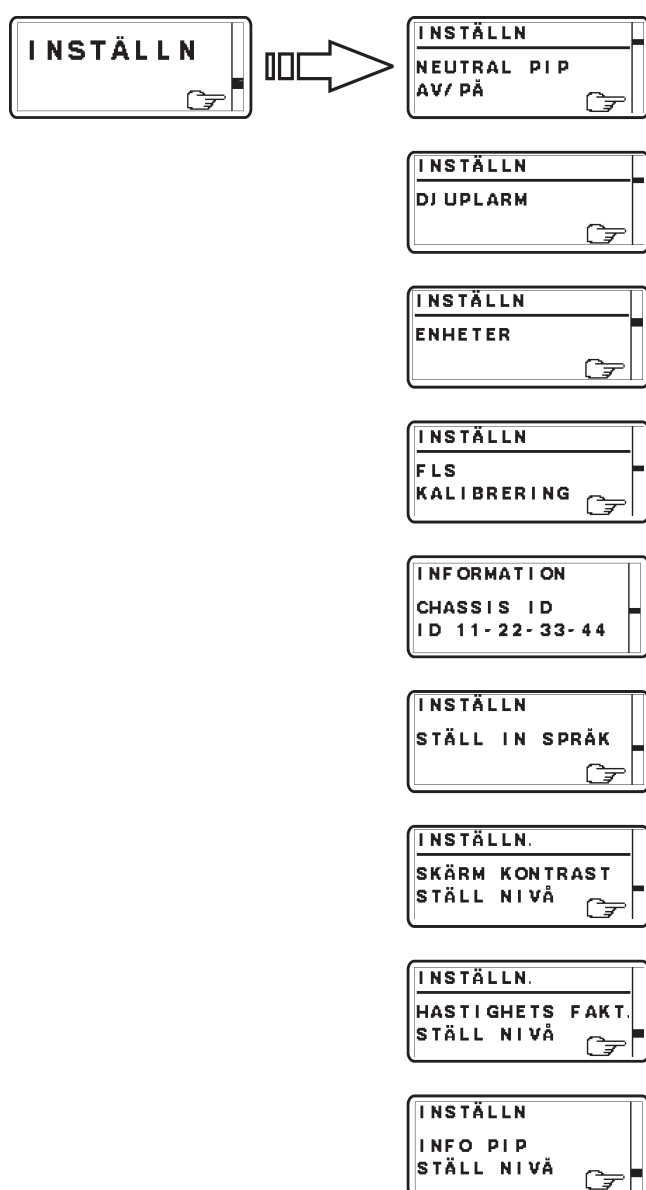 INSTÄLLN
INSTÄLLN
NEUTRAL PIP
AV/PÅ
INSTÄLLN
DJUPLARM
INSTÄLLN
ENHETER
INSTÄLLN
FLS
KALIBRERING
INFORMATION
CHASSIS ID
ID 11-22-33-44
INSTÄLLN
STÄLL IN SPRÅK
INSTÄLLN.
SKÄRM KONTRAST
STÄLL NIVÅ
INSTÄLLN.
HASTIGHETS FAKT.
STÄLL NIVÅ
INSTÄLLN
INFO PIP
STÄLL NIVÅ